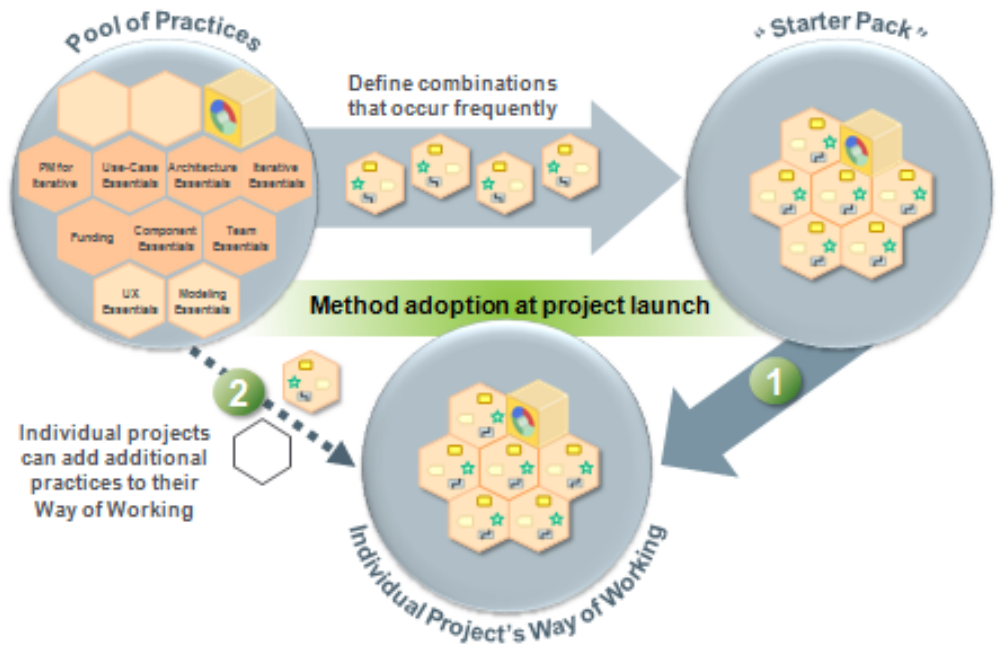 Pool of Practices
“ Starter Pack ”
Define combinations
that occur frequently
PM for
Iterative
Use-Case
Essentials
Architecture
Essentials
Iterative
Essentials
Funding
Component
Essentials
Team
Essentials
UX
Essentials
Modeling
Essentials
Method adoption at project launch
1
2
Individual projects
can add additional
practices to their
Way of Working
Individual Project’s Way of Working